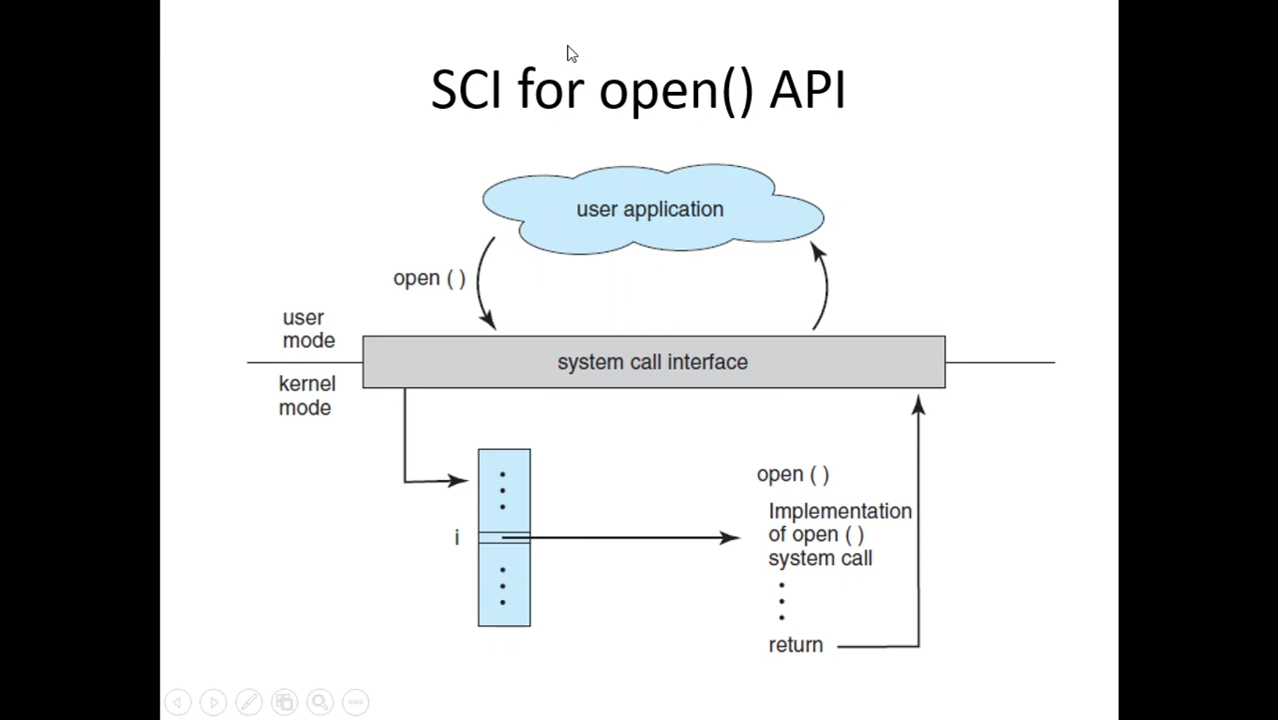 SCI for open() API
user application
open ( )
user
mode
system call interface
kernel
mode
open ( )
Implementation
i
of open ( )
system call
return